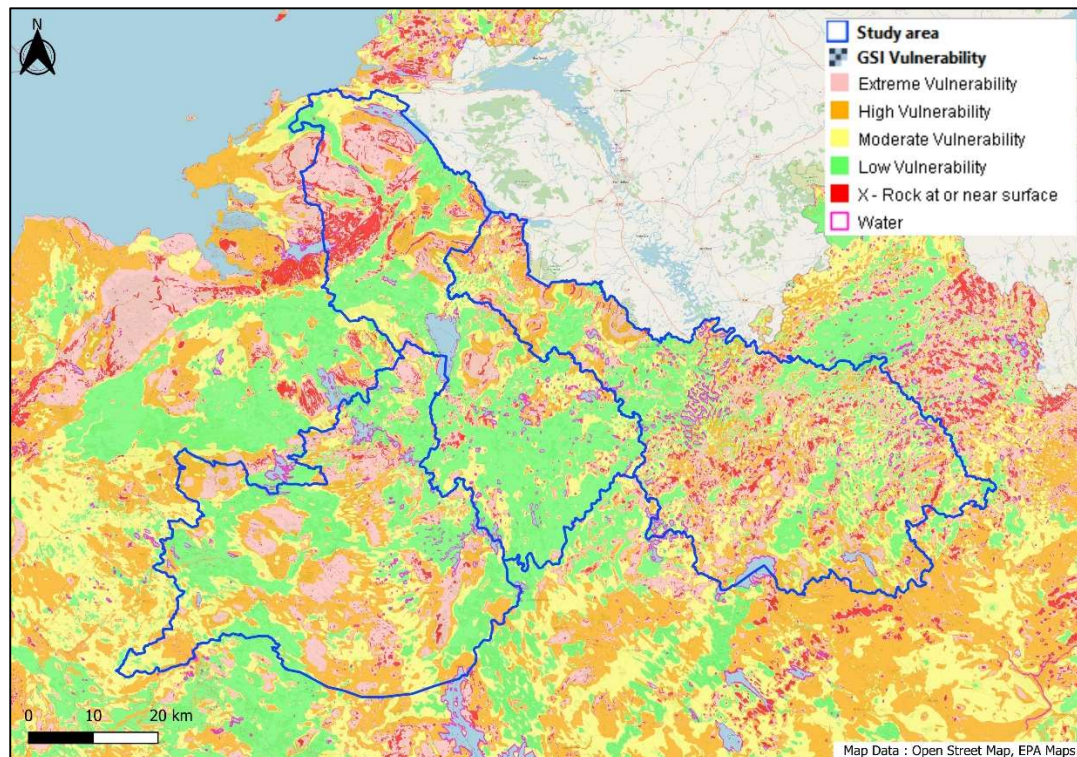 N
Study area
GSI Vulnerability
Extreme Vulnerability
High Vulnerability
Moderate Vulnerability
Low Vulnerability
X - Rock at or near surface
Water
0 10 20 km
Map Data : Open Street Map, EPA Maps